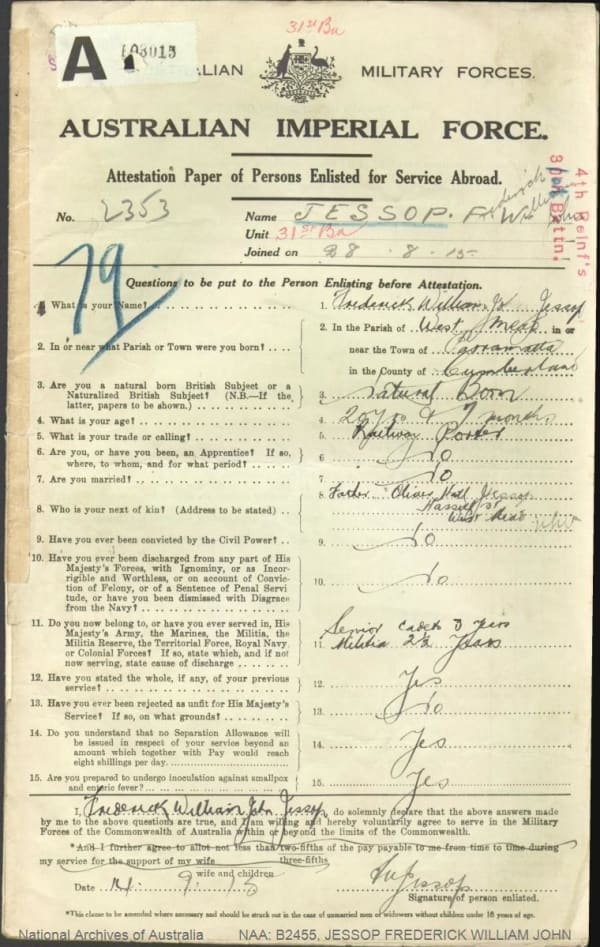 31st Bn
A
TRALIAN MILITARY FORCES.
AUSTRALIAN IMPERIAL FORCE.
Attestation Paper of Persons Enlisted for Service Abroad.
4th Reinf's
30th Battn.
No. 2353 Name JESSOP. F. Frederick William John
Unit 31st Bn
Joined on 28 . 8 . 15
79
Questions to be put to the Person Enlisting before Attestation.
1. What is your Name? 1. Frederick William Jn Jessop
2. In or near what Parish or Town were you born? 2. In the Parish of West Mead in or
near the Town of Parramatta
in the County of Cumberland
3. Are you a natural born British Subject or a
Naturalized British Subject? (N.B.—If the
latter, papers to be shown.) 3. Natural Born
4. What is your age? 4. & 7 months
5. What is your trade or calling? 5. Railway Porter
6. Are you, or have you been, an Apprentice? If so,
where, to whom, and for what period? 6. No
7. Are you married? 7. No
8. Who is your next of kin? (Address to be stated) 8. Father Oliver Jessop
St
West Mead NSW
9. Have you ever been convicted by the Civil Power? 9. No
10. Have you ever been discharged from any part of His
Majesty's Forces, with Ignominy, or as Incor-
rigible and Worthless, or on account of Convic-
tion of Felony, or of a Sentence of Penal Servi
tude, or have you been dismissed with Disgrace
from the Navy? 10. No
11. Do you now belong to, or have you ever served in, His
Majesty's Army, the Marines, the Militia, the
Militia Reserve, the Territorial Force, Royal Navy
or Colonial Forces? If so, state which, and if not
now serving, state cause of discharge 11. Senior Cadets 3 Years
Militia 2½ Years
12. Have you stated the whole, if any, of your previous
service? 12. Yes
13. Have you ever been rejected as unfit for His Majesty's
Service? If so, on what grounds? 13. No
14. Do you understand that no Separation Allowance will
be issued in respect of your service beyond an
amount which together with Pay would reach
eight shillings per day. 14. Yes
15. Are you prepared to undergo inoculation against smallpox
and enteric fever? 15. Yes
I, Frederick William John Jessop do solemnly declare that the above answers made
by me to the above questions are true, and I am willing and hereby voluntarily agree to serve in the Military
Forces of the Commonwealth of Australia within or beyond the limits of the Commonwealth.
*And I further agree to allot not less than two-fifths of the pay payable to me from time to time during
three-fifths
my service for the support of my wife
wife and children
Date 9 . 15 Jessop
Signature of person enlisted.
*This clause to be amended where necessary and should be struck out in the case of unmarried men or widowers without children under 18 years of age.
National Archives of Australia NAA: B2455, JESSOP FREDERICK WILLIAM JOHN